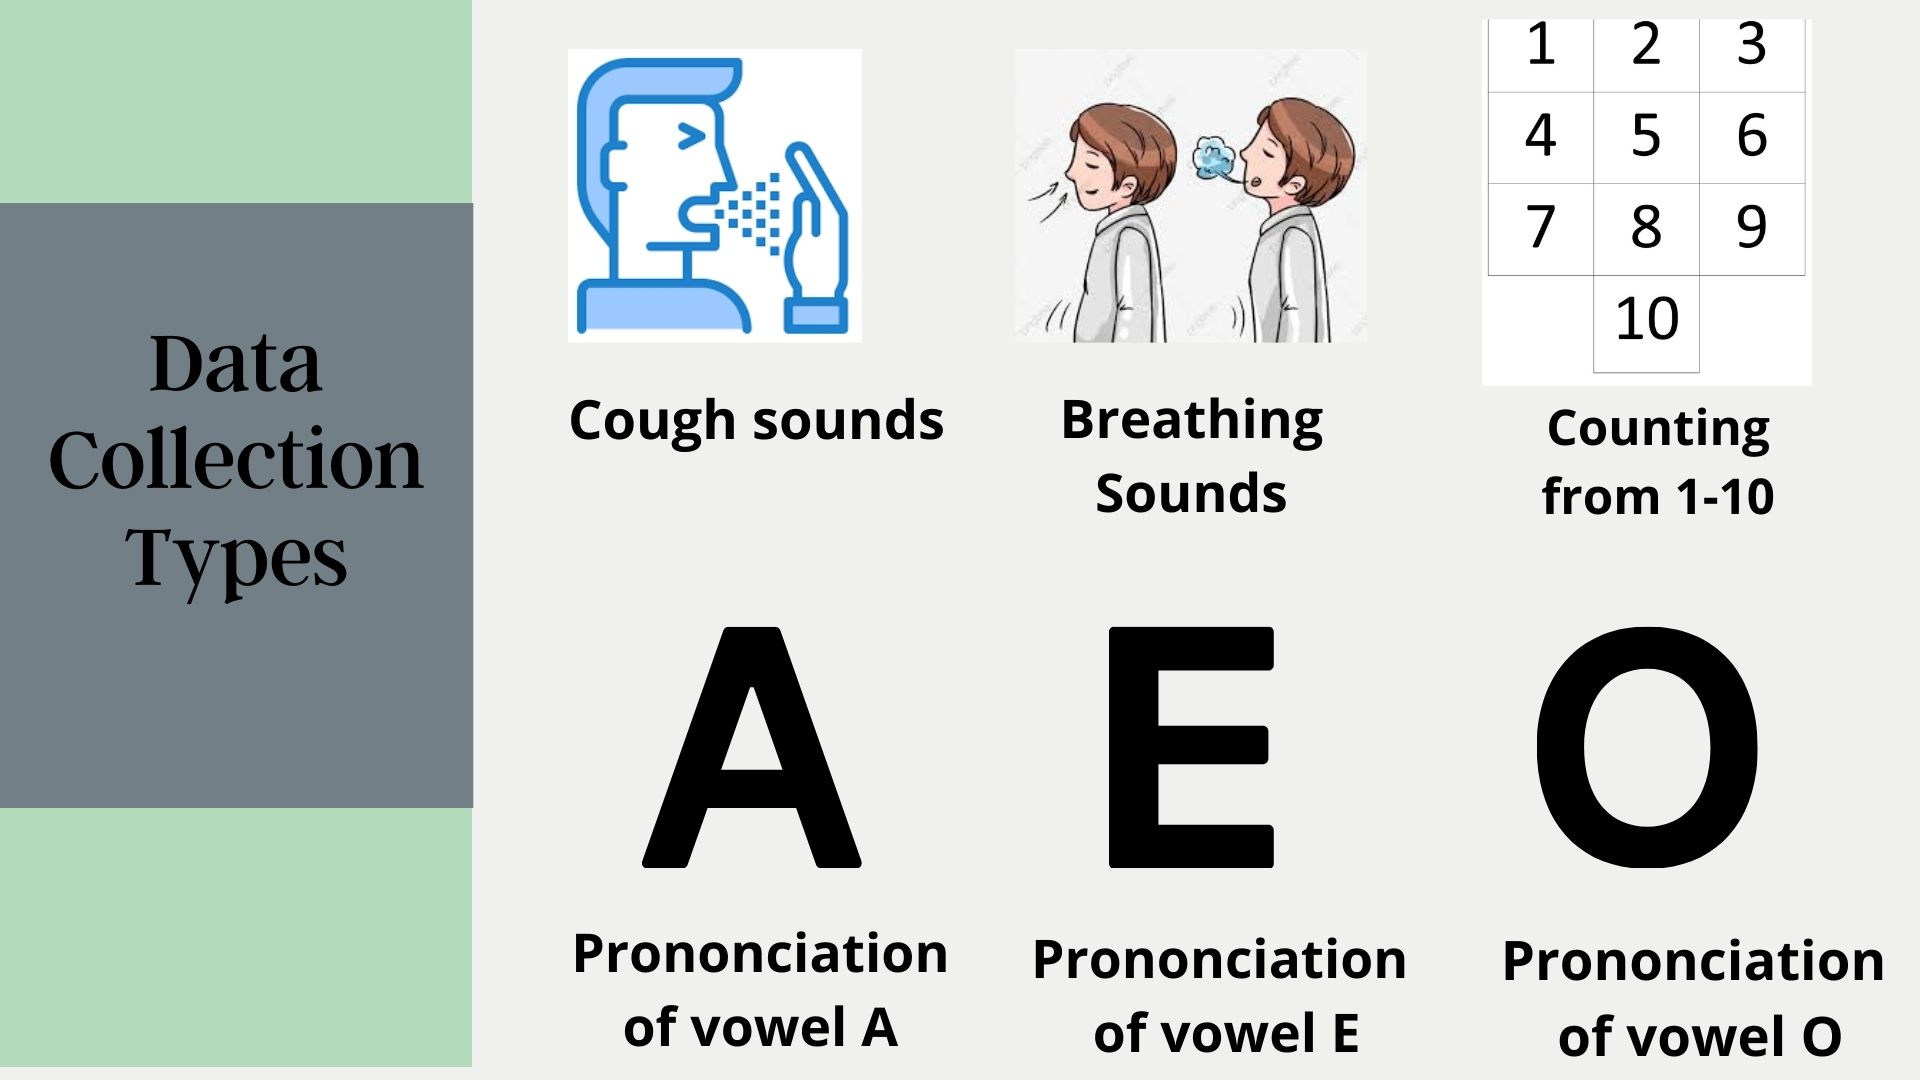 Data
Collection
Types
1 2 3
4 5 6
7 8 9
10
Cough sounds
Breathing
Sounds
Counting
from 1-10
A
E
O
Prononciation
of vowel A
Prononciation
of vowel E
Prononciation
of vowel O